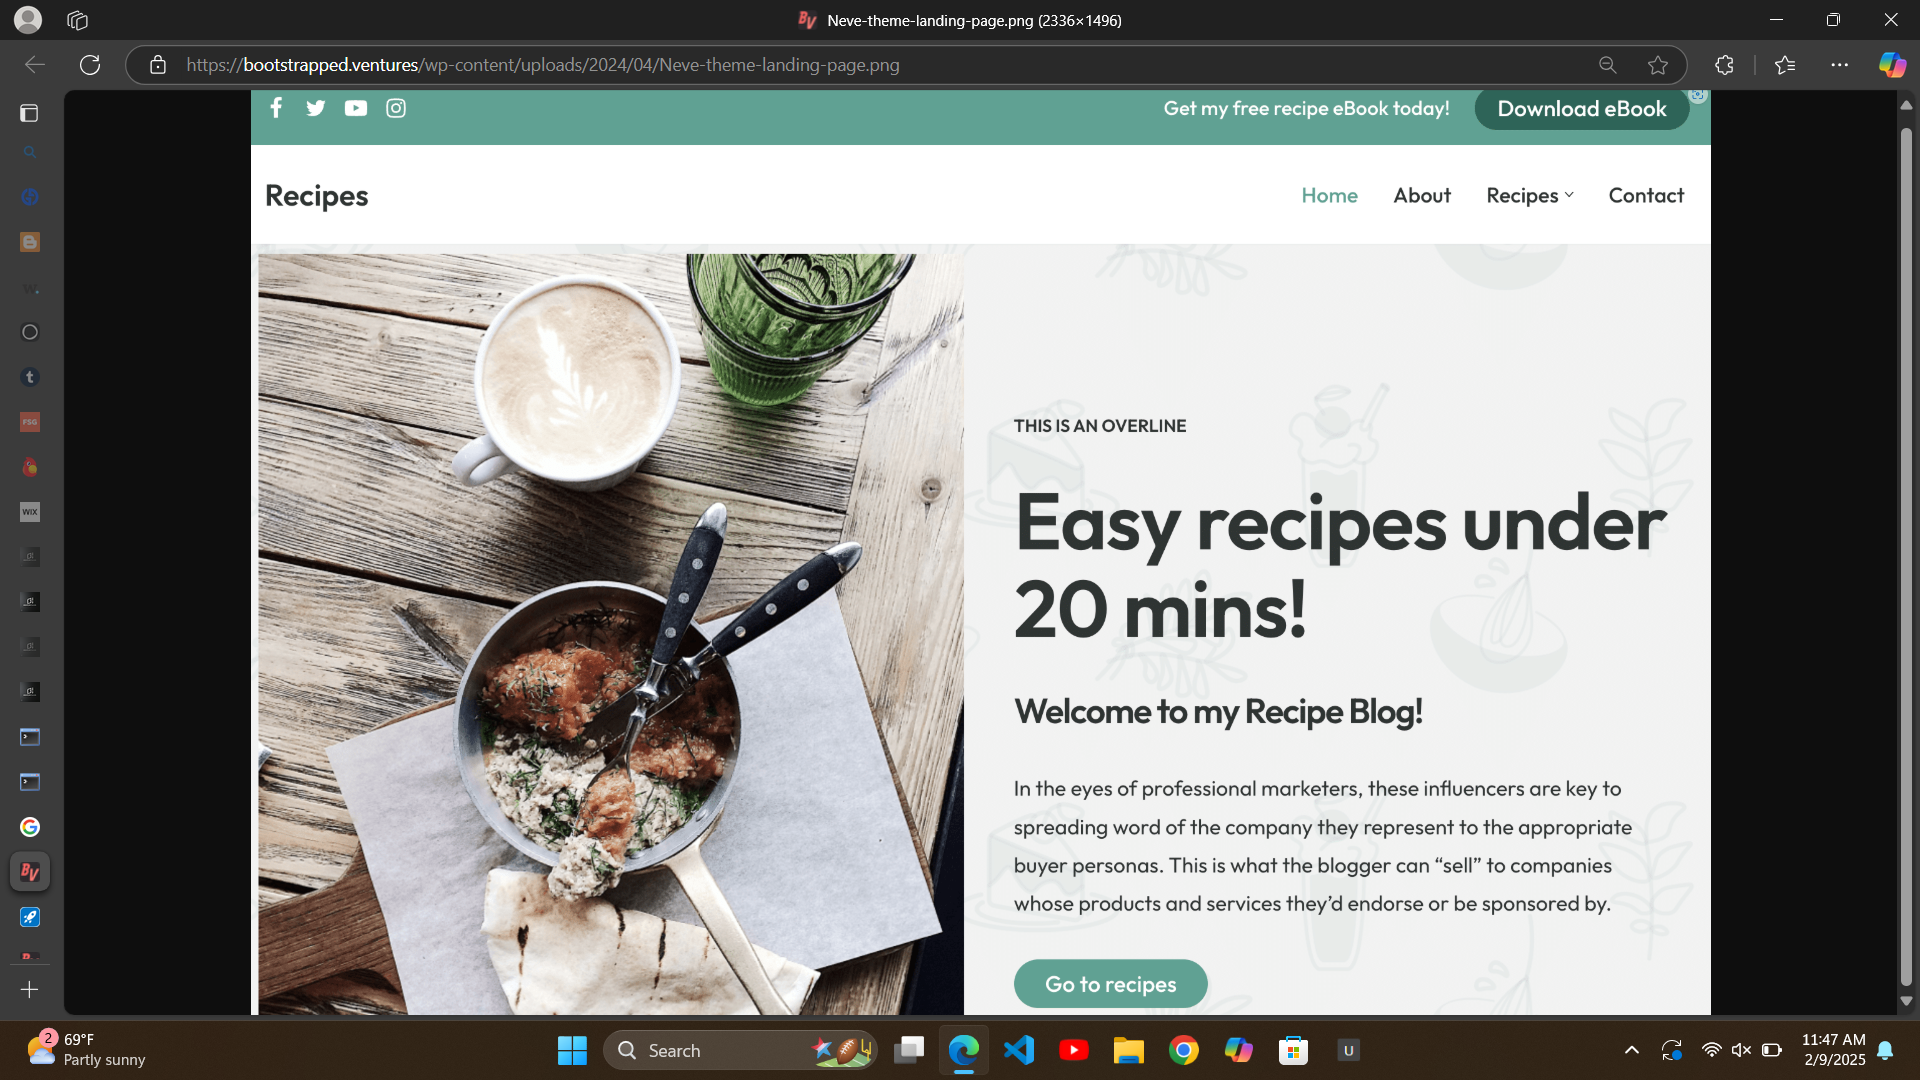 Neve-theme-landing-page.png (2336×1496)
https://bootstrapped.ventures/wp-content/uploads/2024/04/Neve-theme-landing-page.png
Get my free recipe eBook today!
Download eBook
Recipes
Home
About
Recipes
Contact
THIS IS AN OVERLINE
Easy recipes under
20 mins!
Welcome to my Recipe Blog!
In the eyes of professional marketers, these influencers are key to
spreading word of the company they represent to the appropriate
buyer personas. This is what the blogger can “sell” to companies
whose products and services they’d endorse or be sponsored by.
Go to recipes
W.
t
FSG
WIX
BV
2
69°F
Partly sunny
Search
U
11:47 AM
2/9/2025